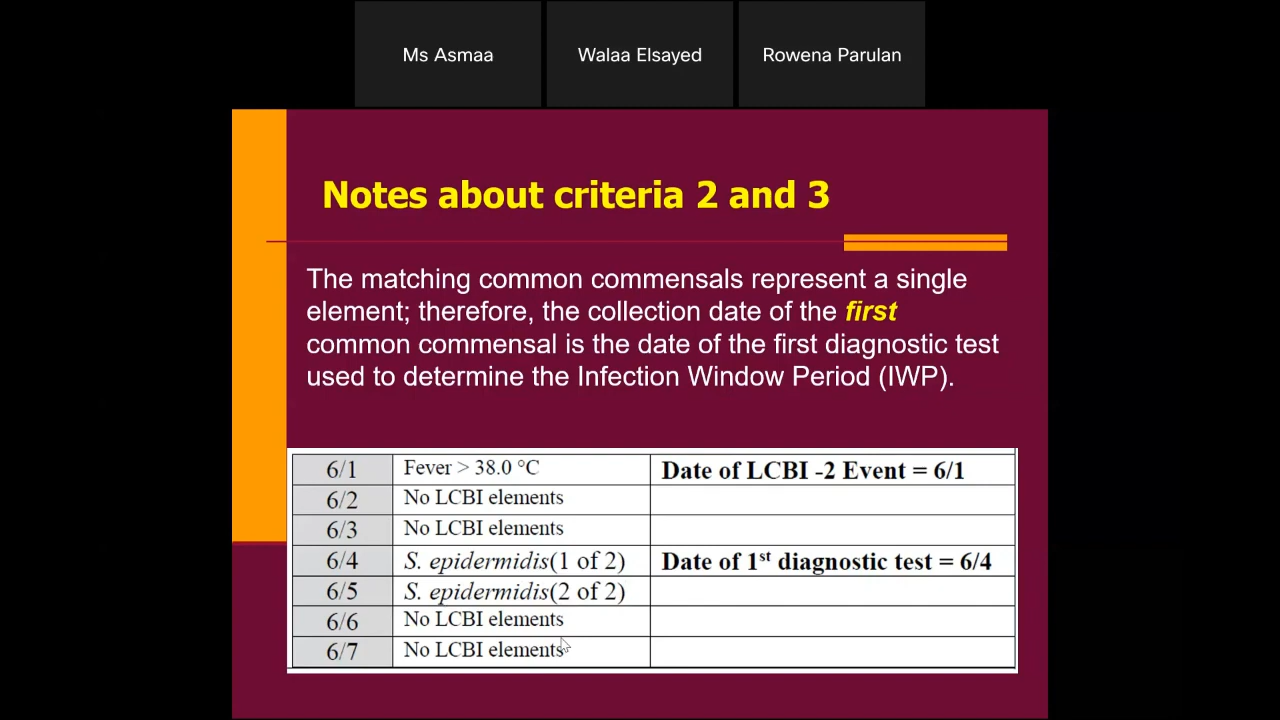 Ms Asmaa
Walaa Elsayed
Rowena Parulan
Notes about criteria 2 and 3
The matching common commensals represent a single
element; therefore, the collection date of the first
common commensal is the date of the first diagnostic test
used to determine the Infection Window Period (IWP).
6/1 Fever > 38.0 °C Date of LCBI -2 Event = 6/1
6/2 No LCBI elements
6/3 No LCBI elements
6/4 S. epidermidis(1 of 2) Date of 1st diagnostic test = 6/4
6/5 S. epidermidis(2 of 2)
6/6 No LCBI elements
6/7 No LCBI elements